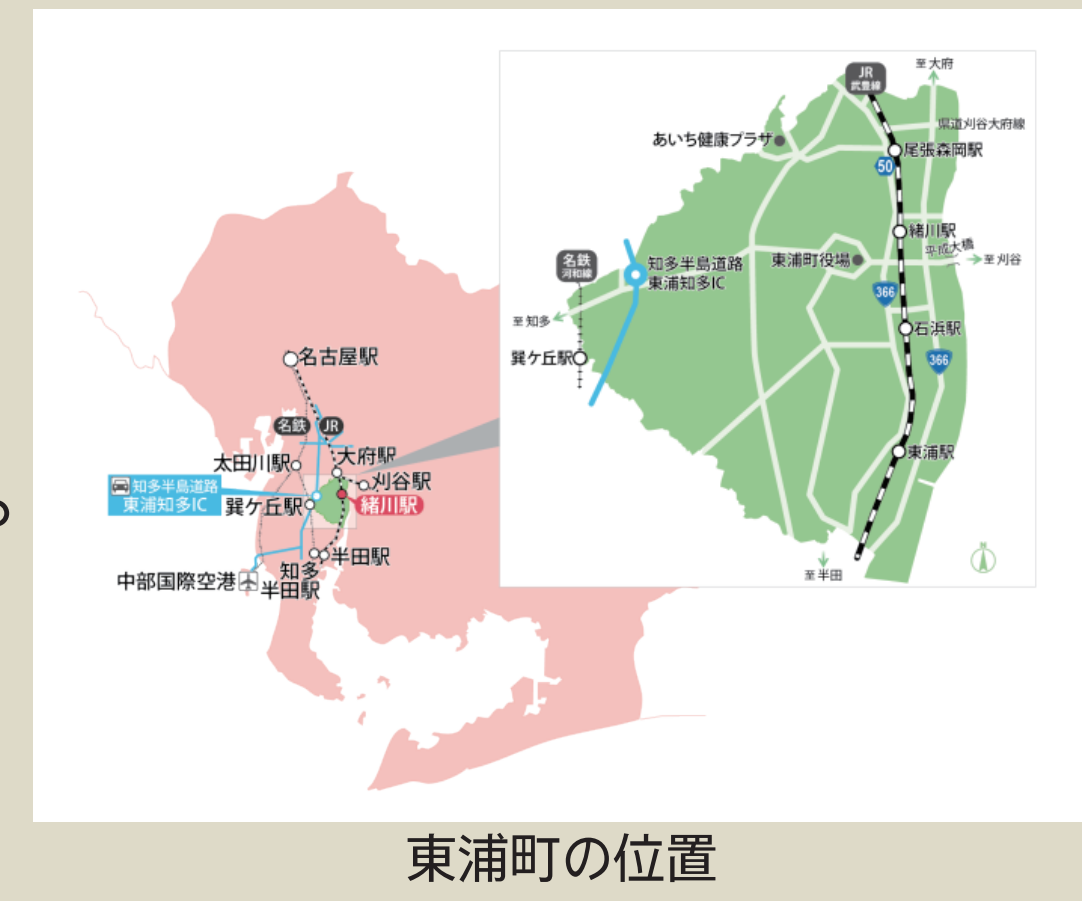 JR
武豊線
至大府
県道刈谷大府線
あいち健康プラザ
尾張森岡駅
50
緒川駅
平成大橋
至刈谷
東浦町役場
名鉄
河和線
知多半島道路
東浦知多IC
366
至知多
石浜駅
巽ケ丘駅
366
東浦駅
至半田
名古屋駅
名鉄
JR
大府駅
太田川駅
刈谷駅
知多半島道路
東浦知多IC
巽ケ丘駅
緒川駅
半田駅
知多
半田駅
中部国際空港
東浦町の位置